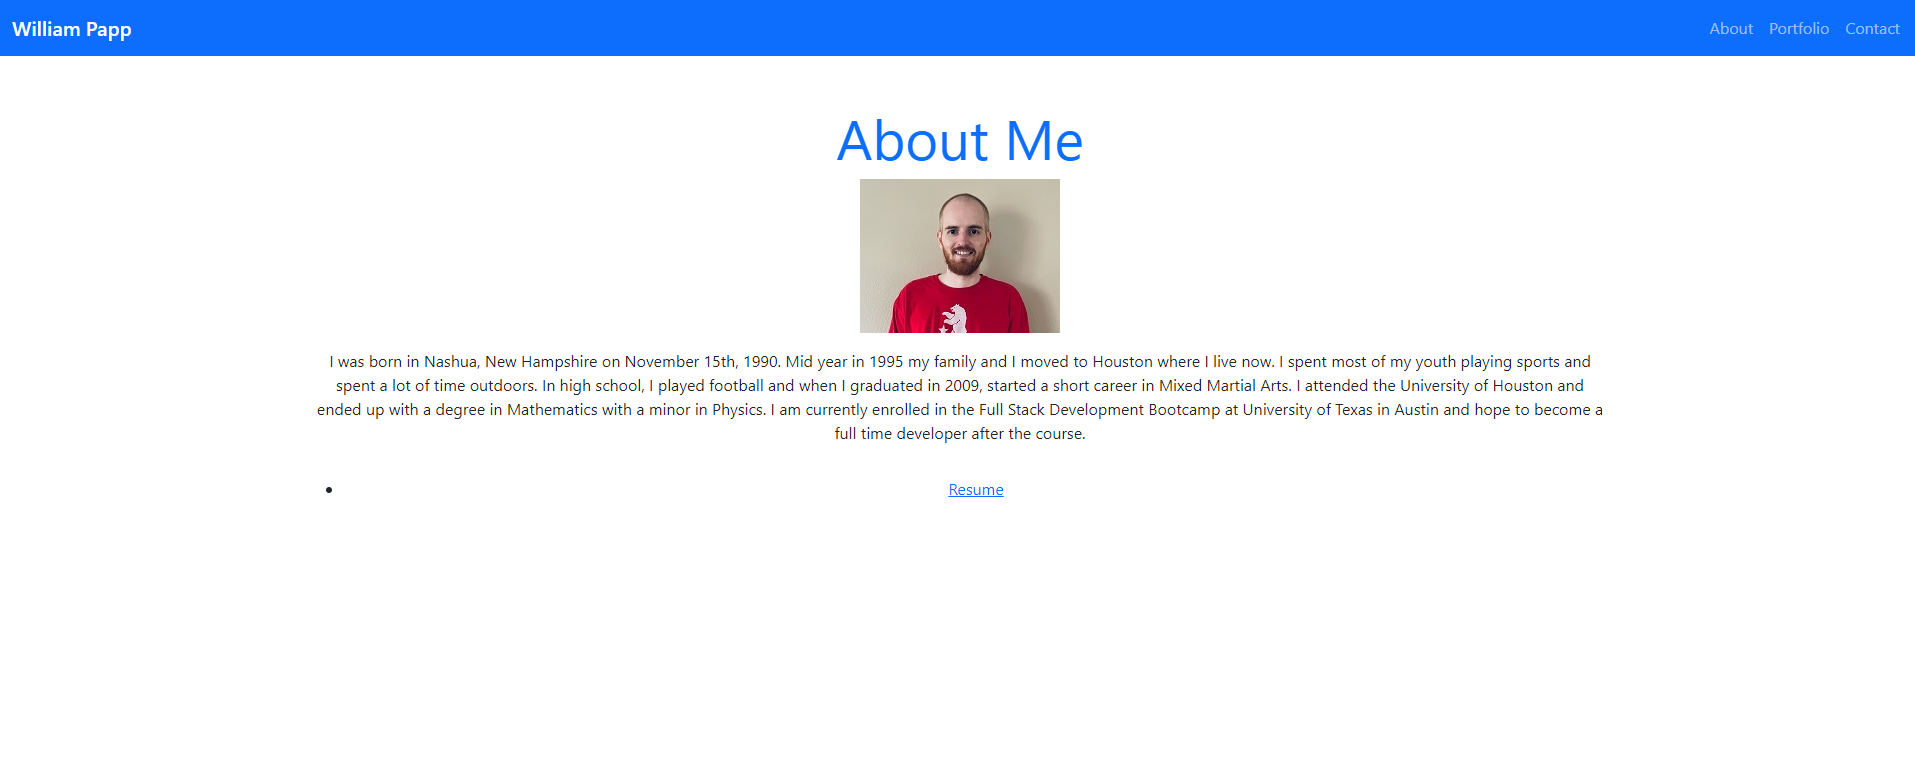 William Papp
About Portfolio Contact
About Me
I was born in Nashua, New Hampshire on November 15th, 1990. Mid year in 1995 my family and I moved to Houston where I live now. I spent most of my youth playing sports and
spent a lot of time outdoors. In high school, I played football and when I graduated in 2009, started a short career in Mixed Martial Arts. I attended the University of Houston and
ended up with a degree in Mathematics with a minor in Physics. I am currently enrolled in the Full Stack Development Bootcamp at University of Texas in Austin and hope to become a
full time developer after the course.
• Resume